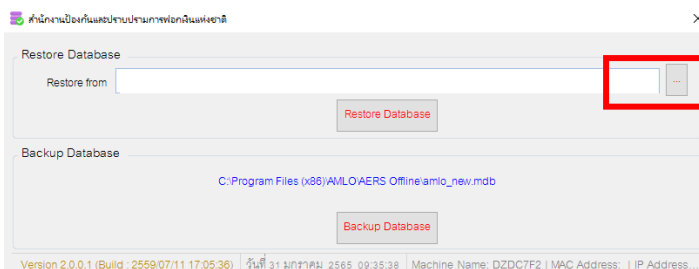 สำนักงานป้องกันและปราบปรามการฟอกเงินแห่งชาติ
Restore Database
Restore from
...
Restore Database
Backup Database
C:\Program Files (x86)\AMLO\AERS Offline\amlo_new.mdb
Backup Database
Version 2.0.0.1 (Build : 2559/07/11 17:05:36) วันที่ 31 มกราคม 2565 09:35:38 Machine Name: DZDC7F2 | MAC Address: | IP Address